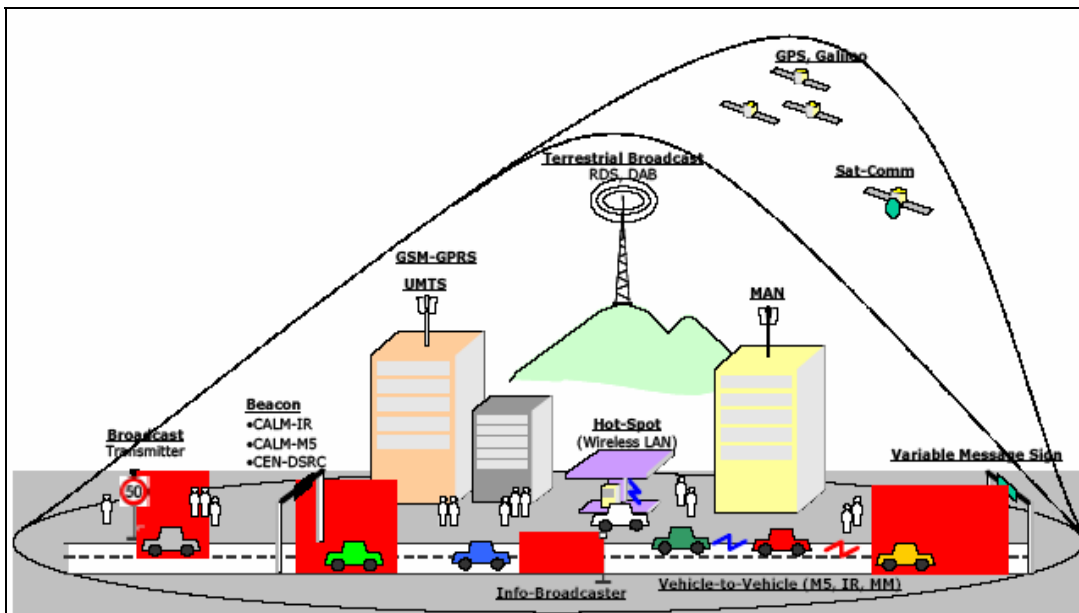 GPS, Galileo
Terrestrial Broadcast
RDS, DAB
Sat-Comm
GSM-GPRS
UMTS
MAN
Beacon
•CALM-IR
•CALM-M5
•CEN-DSRC
Broadcast
Transmitter
Hot-Spot
(Wireless LAN)
Variable Message Sign
50
Vehicle-to-Vehicle (M5, IR, MM)
Info-Broadcaster